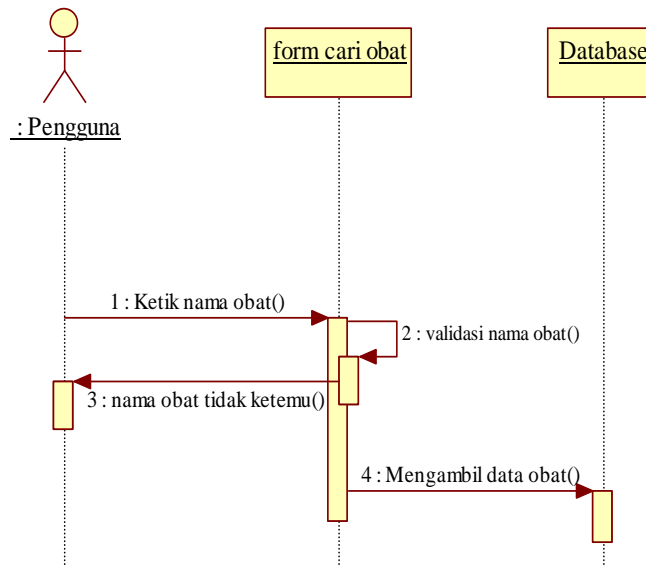 form cari obat
Database
: Pengguna
1 : Ketik nama obat()
2 : validasi nama obat()
3 : nama obat tidak ketemu()
4 : Mengambil data obat()